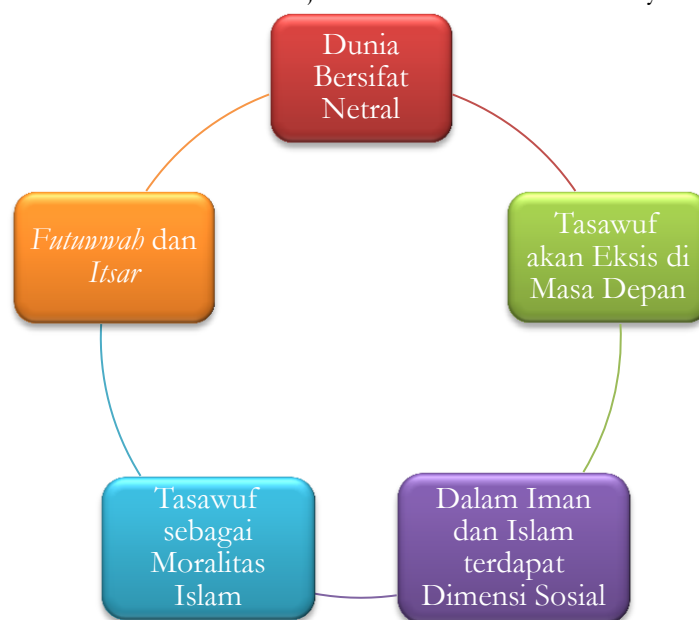 Dunia
Bersifat
Netral
Tasawuf
akan Eksis di
Masa Depan
Dalam Iman
dan Islam
terdapat
Dimensi Sosial
Tasawuf
sebagai
Moralitas
Islam
Futuwwah dan
Itsar